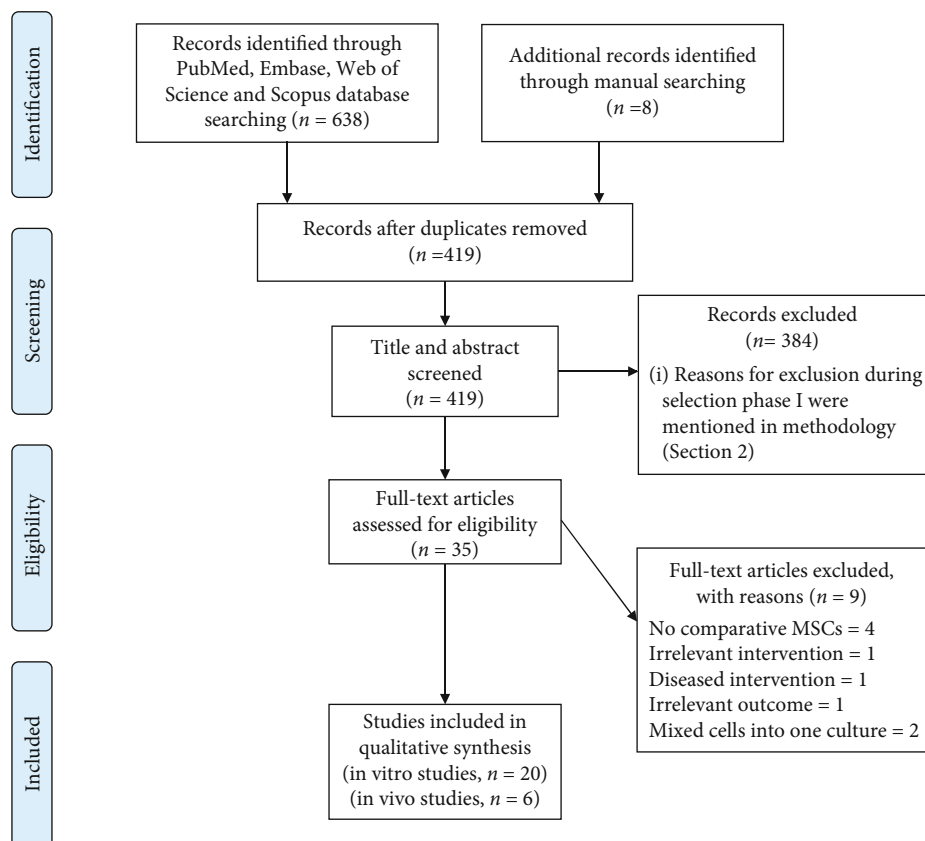 Identification
Records identified through
PubMed, Embase, Web of
Science and Scopus database
searching (n = 638)
Additional records identified
through manual searching
(n =8)
Records after duplicates removed
(n =419)
Screening
Title and abstract
screened
(n = 419)
Records excluded
(n= 384)
(i) Reasons for exclusion during
selection phase I were
mentioned in methodology
(Section 2)
Eligibility
Full-text articles
assessed for eligibility
(n = 35)
Full-text articles excluded,
with reasons (n = 9)
No comparative MSCs = 4
Irrelevant intervention = 1
Diseased intervention = 1
Irrelevant outcome = 1
Mixed cells into one culture = 2
Included
Studies included in
qualitative synthesis
(in vitro studies, n = 20)
(in vivo studies, n = 6)